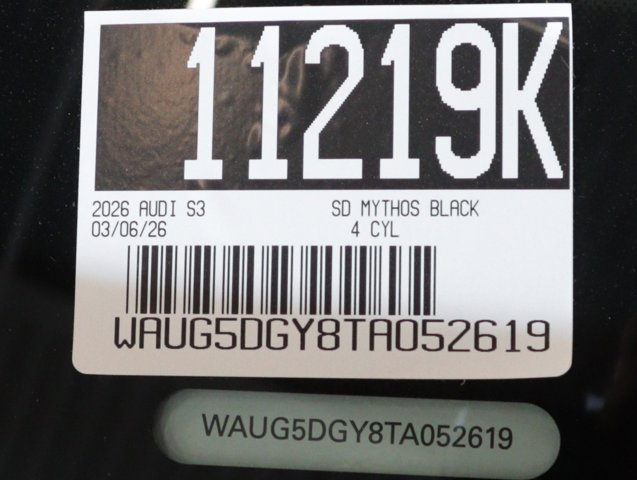 11219K
2026 AUDI S3 SD MYTHOS BLACK
03/06/26 4 CYL
WAUG5DGY8TA052619
WAUG5DGY8TA052619